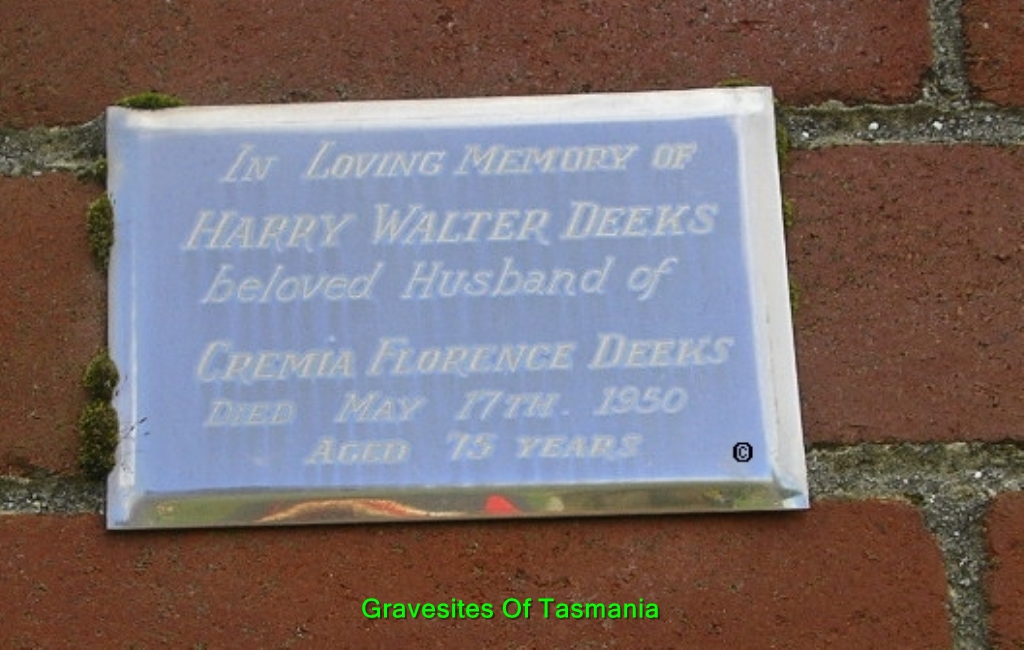 IN LOVING MEMORY OF
HARRY WALTER DEEKS
beloved Husband of
CREMIA FLORENCE DEEKS
DIED MAY 17TH. 1950
AGED 75 YEARS
©
Gravesites Of Tasmania